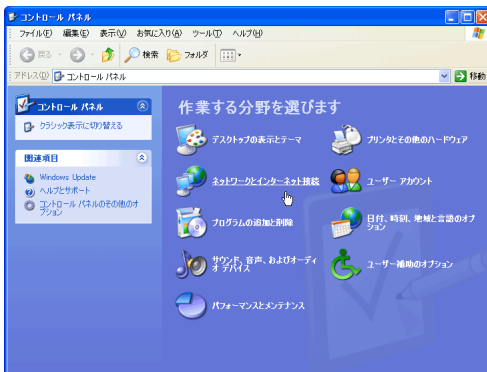 コントロール パネル
ファイル(F) 編集(E) 表示(V) お気に入り(A) ツール(T) ヘルプ(H)
戻る 検索 フォルダ
アドレス(D) コントロール パネル 移動
コントロール パネル
クラシック表示に切り替える
関連項目
Windows Update
ヘルプとサポート
コントロール パネルのその他のオ
プション
作業する分野を選びます
デスクトップの表示とテーマ
プリンタとその他のハードウェア
ネットワークとインターネット接続
ユーザー アカウント
プログラムの追加と削除
日付、時刻、地域と言語のオプ
ション
サウンド、音声、およびオーディ
オ デバイス
ユーザー補助のオプション
パフォーマンスとメンテナンス